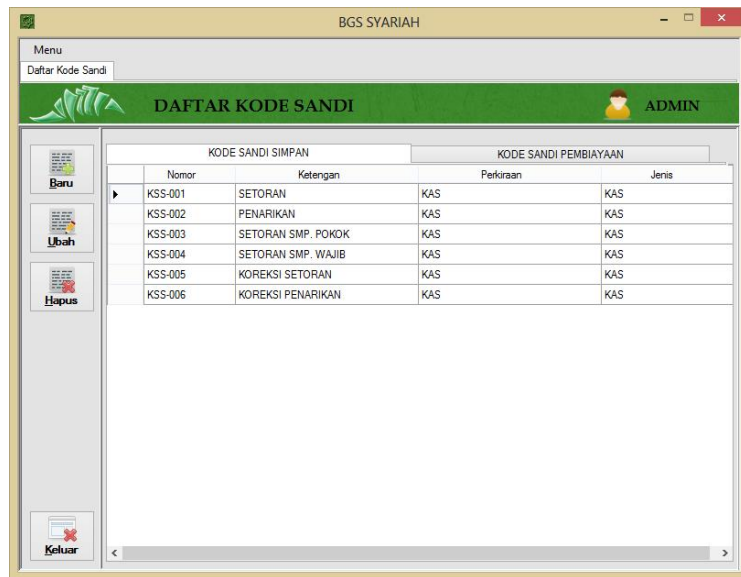 BGS SYARIAH
Menu
Daftar Kode Sandi
DAFTAR KODE SANDI ADMIN
KODE SANDI SIMPAN KODE SANDI PEMBIAYAAN
Nomor Ketengan Perkiraan Jenis
KSS-001 SETORAN KAS KAS
KSS-002 PENARIKAN KAS KAS
KSS-003 SETORAN SMP. POKOK KAS KAS
KSS-004 SETORAN SMP. WAJIB KAS KAS
KSS-005 KOREKSI SETORAN KAS KAS
KSS-006 KOREKSI PENARIKAN KAS KAS
Baru
Ubah
Hapus
Keluar